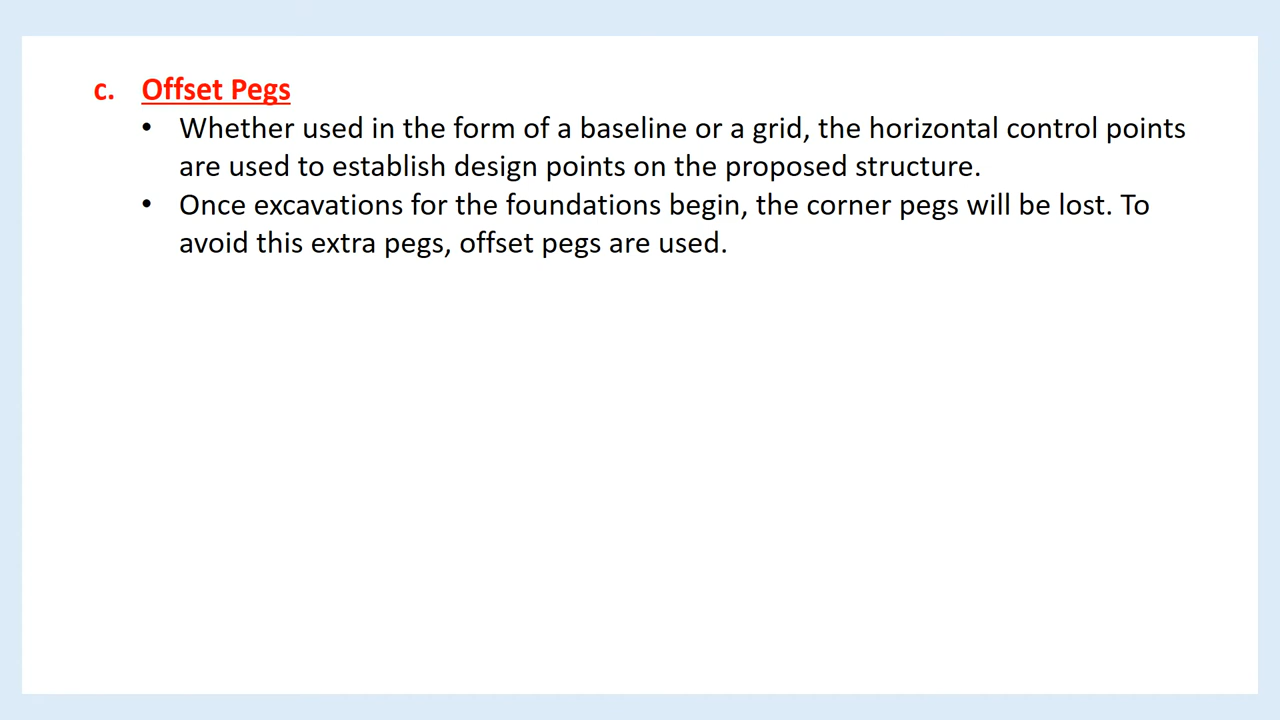 c. Offset Pegs
• Whether used in the form of a baseline or a grid, the horizontal control points
are used to establish design points on the proposed structure.
• Once excavations for the foundations begin, the corner pegs will be lost. To
avoid this extra pegs, offset pegs are used.